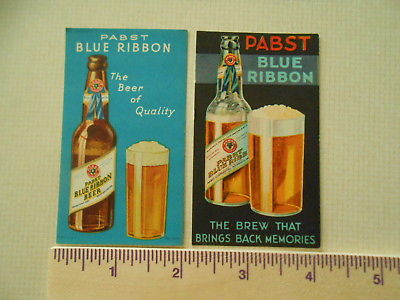 PABST
BLUE RIBBON
The
Beer
of
Quality
PABST
BLUE RIBBON
BEER
PABST
BLUE
RIBBON
PABST
BLUE RIBBON
THE BREW THAT
BRINGS BACK MEMORIES
1 2 3 4 5